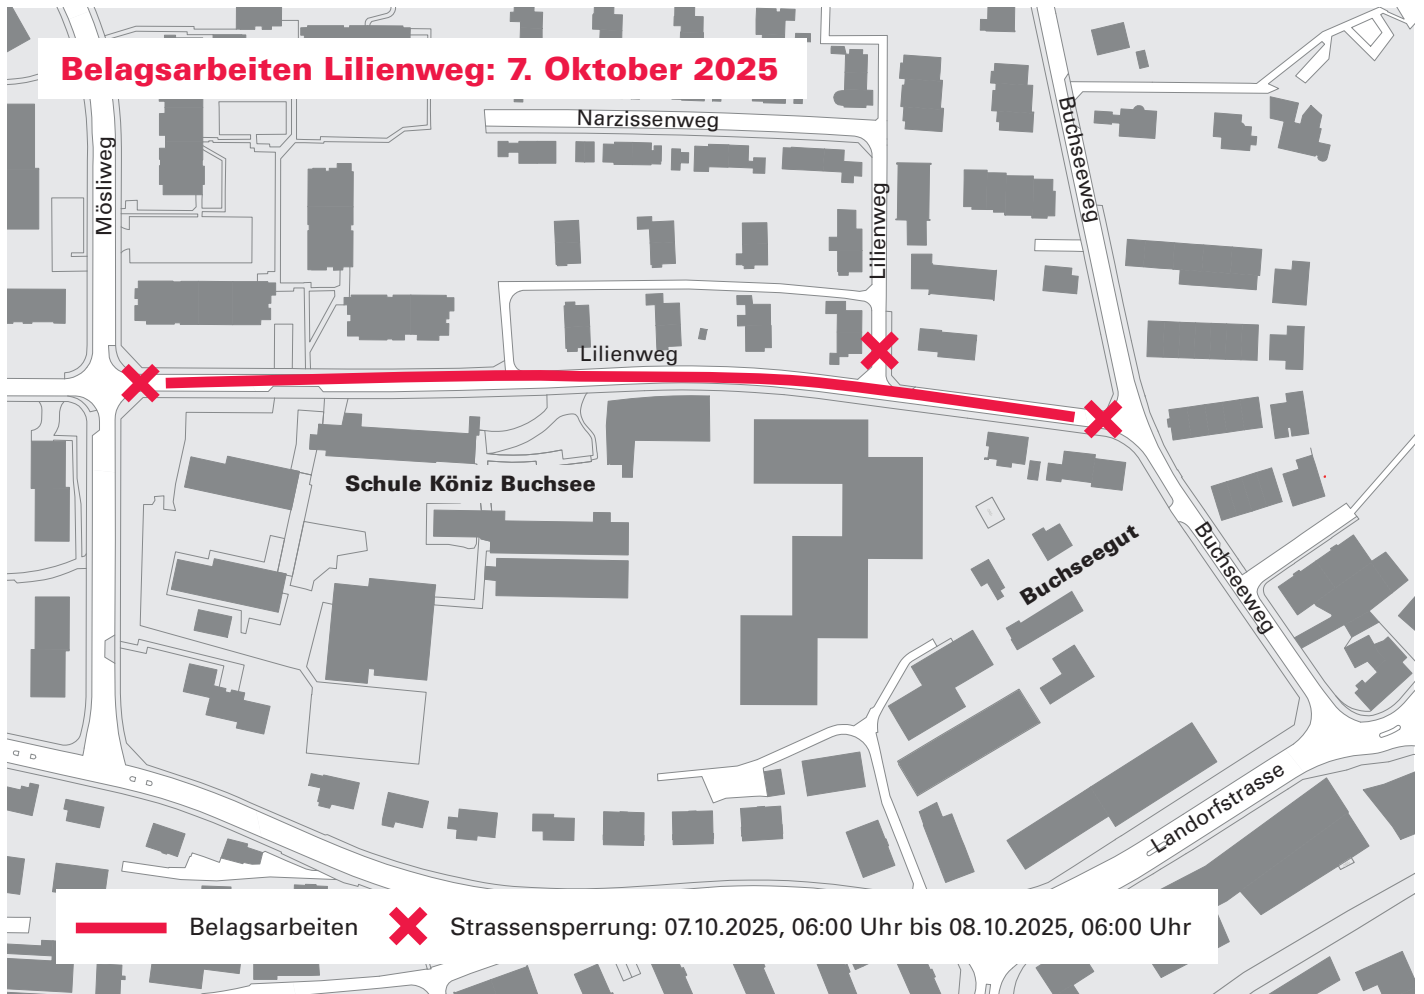 Belagsarbeiten Lilienweg: 7. Oktober 2025
Narzissenweg
Buchseeweg
Mösliweg
Lilienweg
Lilienweg
Schule Köniz Buchsee
Buchseegut
Buchseeweg
Landorfstrasse
Belagsarbeiten
Strassensperrung: 07.10.2025, 06:00 Uhr bis 08.10.2025, 06:00 Uhr